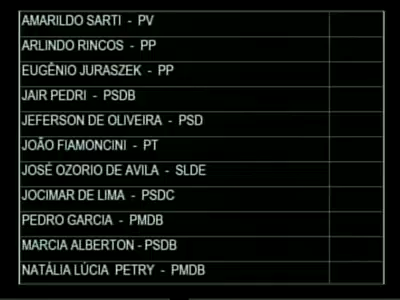 AMARILDO SARTI - PV
ARLINDO RINCOS - PP
EUGÊNIO JURASZEK - PP
JAIR PEDRI - PSDB
JEFERSON DE OLIVEIRA - PSD
JOÃO FIAMONCINI - PT
JOSÉ OZORIO DE AVILA - SLDE
JOCIMAR DE LIMA - PSDC
PEDRO GARCIA - PMDB
MARCIA ALBERTON - PSDB
NATÁLIA LÚCIA PETRY - PMDB